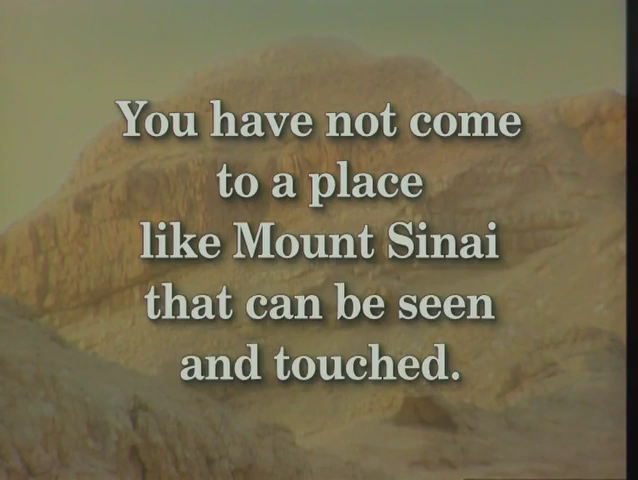 You have not come
to a place
like Mount Sinai
that can be seen
and touched.